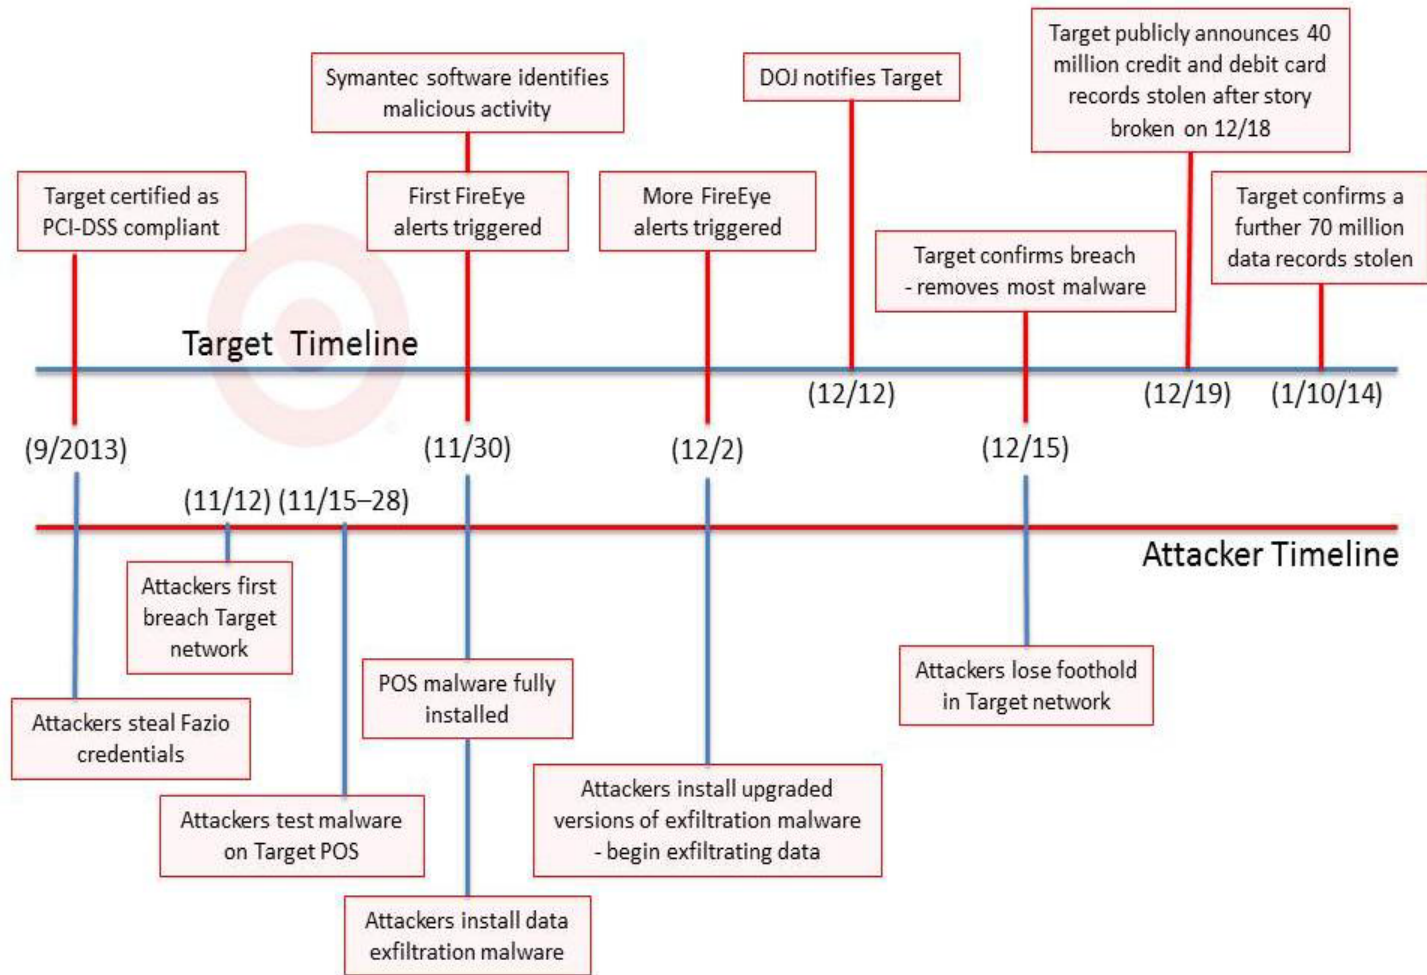 Symantec software identifies
malicious activity
DOJ notifies Target
Target publicly announces 40
million credit and debit card
records stolen after story
broken on 12/18
Target certified as
PCI-DSS compliant
First FireEye
alerts triggered
More FireEye
alerts triggered
Target confirms breach
- removes most malware
Target confirms a
further 70 million
data records stolen
Target Timeline
(12/12)
(12/19)
(1/10/14)
(9/2013)
(11/30)
(12/2)
(12/15)
(11/12)
(11/15–28)
Attacker Timeline
Attackers first
breach Target
network
Attackers steal Fazio
credentials
Attackers test malware
on Target POS
POS malware fully
installed
Attackers install data
exfiltration malware
Attackers install upgraded
versions of exfiltration malware
- begin exfiltrating data
Attackers lose foothold
in Target network